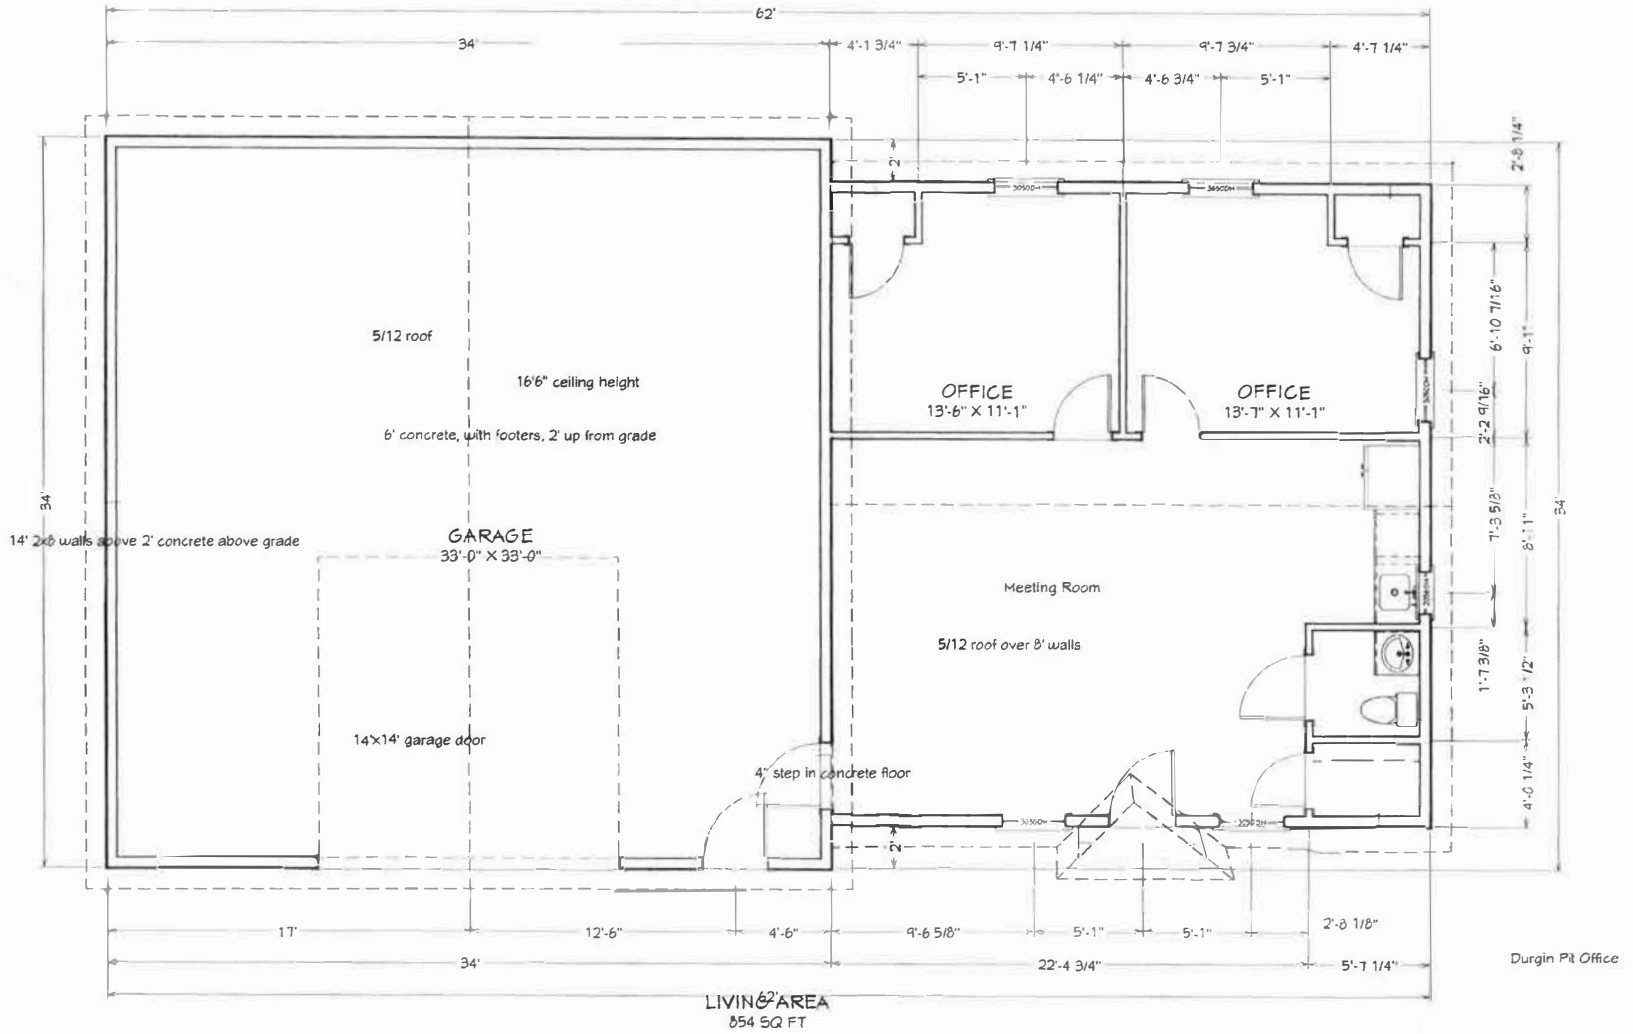 62'
34'
4'-1 3/4"
9'-7 1/4"
9'-7 3/4"
4'-7 1/4"
5'-1"
4'-6 1/4"
4'-6 3/4"
5'-1"
2'-8 1/4"
2'
3050DH
3050DH
5/12 roof
16'6" ceiling height
6' concrete, with footers, 2' up from grade
OFFICE
13'-6" X 11'-1"
OFFICE
13'-7" X 11'-1"
3050DH
6'-10 7/16"
9'-1"
2'-2 9/16"
34'
14' 2x6 walls above 2' concrete above grade
GARAGE
33'-0" X 33'-0"
7'-3 5/8"
8'-11"
34'
Meeting Room
5/12 roof over 8' walls
1'-7 3/8"
5'-3 1/2"
14'x14' garage door
4" step in concrete floor
4'-0 1/4"
3050DH
3050DH
2'
17'
12'-6"
4'-6"
9'-6 5/8"
5'-1"
5'-1"
2'-8 1/8"
34'
22'-4 3/4"
5'-7 1/4"
Durgin Pit Office
62'
LIVING AREA
854 SQ FT